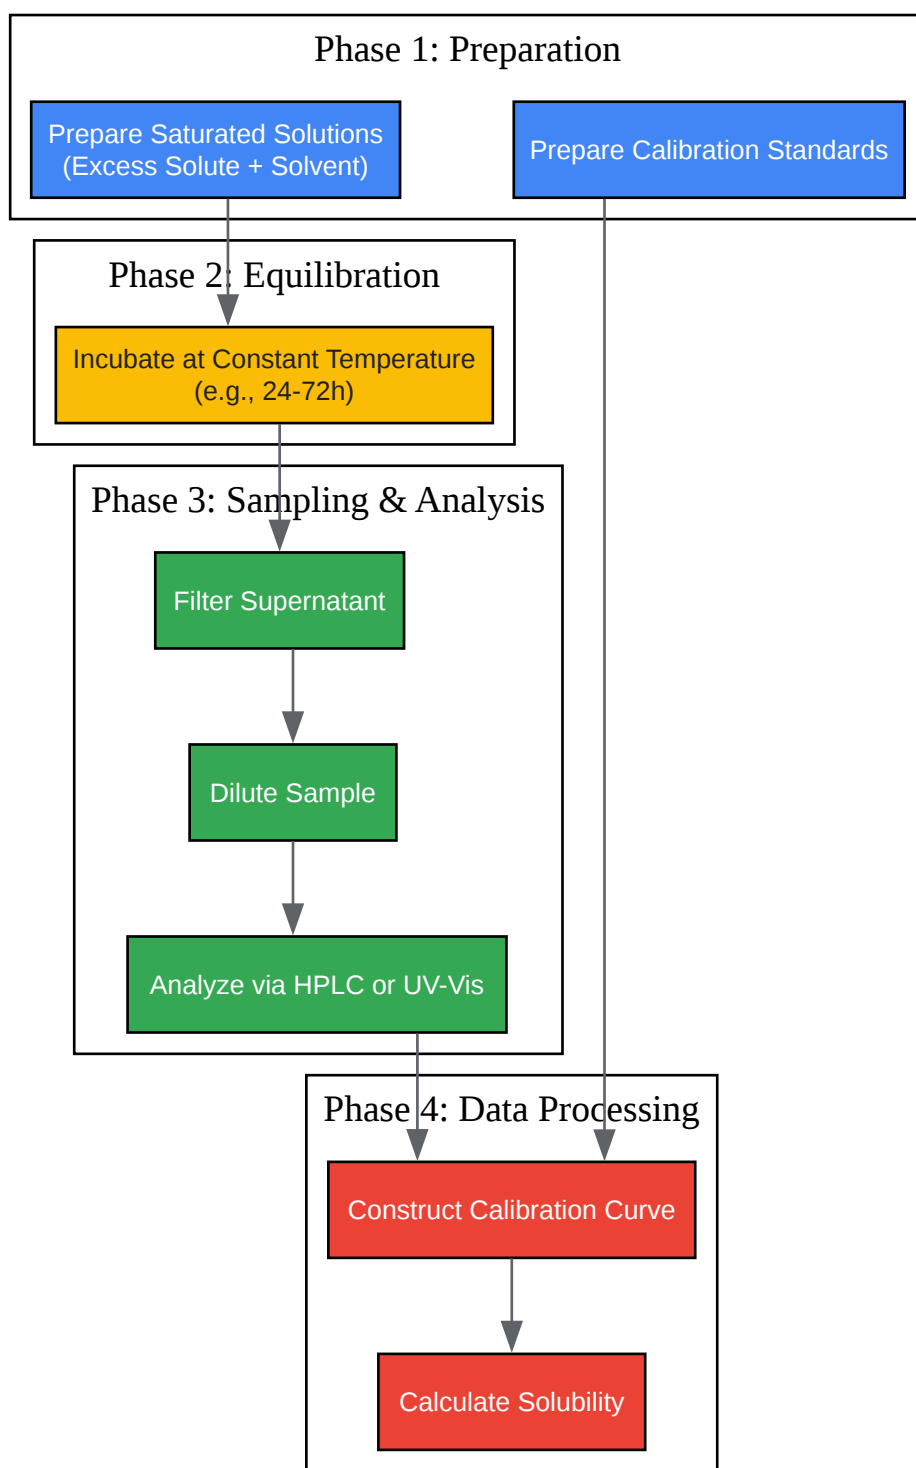 Phase 1: Preparation
Prepare Saturated Solutions
(Excess Solute + Solvent)
Prepare Calibration Standards
Phase 2: Equilibration
Incubate at Constant Temperature
(e.g., 24-72h)
Phase 3: Sampling & Analysis
Filter Supernatant
Dilute Sample
Analyze via HPLC or UV-Vis
Phase 4: Data Processing
Construct Calibration Curve
Calculate Solubility